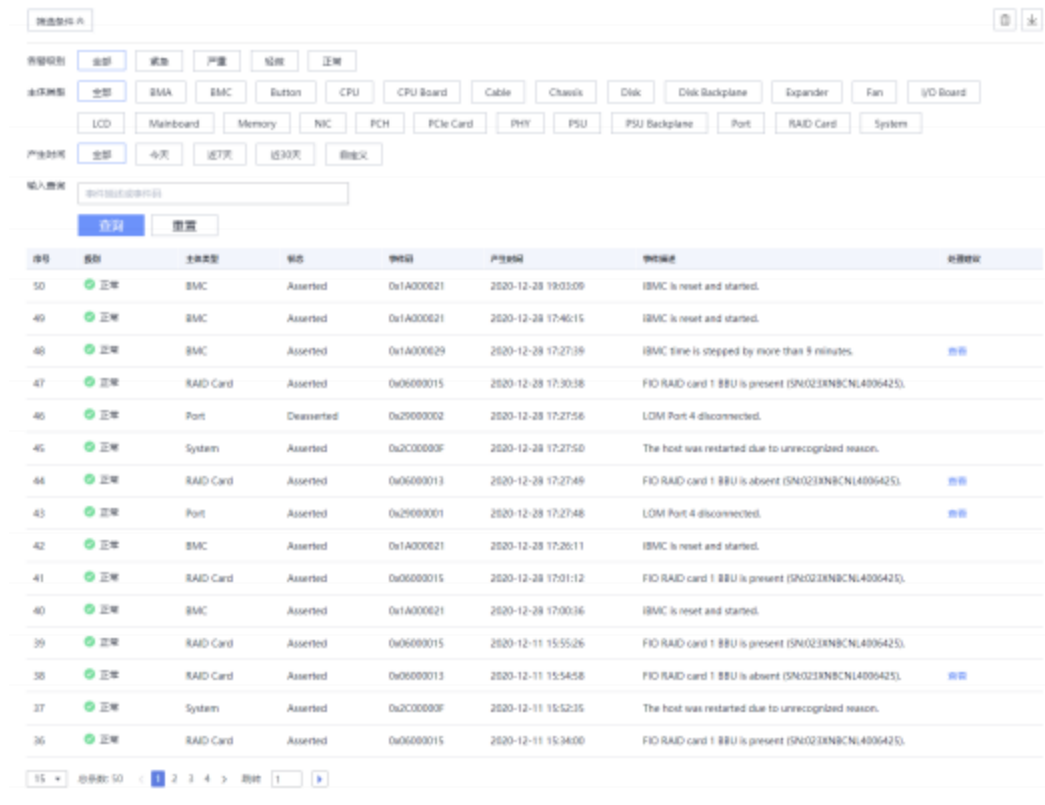 筛选条件
告警级别 全部 紧急 严重 轻微 正常
主体类型 全部 BMA BMC Button CPU CPU Board Cable Chassis Disk Disk Backplane Expander Fan I/O Board
LCD Mainboard Memory NIC PCH PCIe Card PHY PSU PSU Backplane Port RAID Card System
产生时间 全部 今天 近7天 近30天 自定义
输入查询 事件描述或事件码
查询 重置
序号 级别 主体类型 状态 事件码 产生时间 事件描述 处理建议
50 正常 BMC Asserted 0x1A000021 2020-12-28 19:03:09 iBMC is reset and started.
49 正常 BMC Asserted 0x1A000021 2020-12-28 17:46:15 iBMC is reset and started.
48 正常 BMC Asserted 0x1A000029 2020-12-28 17:27:39 iBMC time is stepped by more than 9 minutes. 查看
47 正常 RAID Card Asserted 0x06000015 2020-12-28 17:30:38 FIO RAID card 1 BBU is present (SN:023XNBCNL4006425).
46 正常 Port Deasserted 0x29000002 2020-12-28 17:27:56 LOM Port 4 disconnected.
45 正常 System Asserted 0x2C00000F 2020-12-28 17:27:50 The host was restarted due to unrecognized reason.
44 正常 RAID Card Asserted 0x06000013 2020-12-28 17:27:49 FIO RAID card 1 BBU is absent (SN:023XNBCNL4006425). 查看
43 正常 Port Asserted 0x29000001 2020-12-28 17:27:48 LOM Port 4 disconnected. 查看
42 正常 BMC Asserted 0x1A000021 2020-12-28 17:26:11 iBMC is reset and started.
41 正常 RAID Card Asserted 0x06000015 2020-12-28 17:01:12 FIO RAID card 1 BBU is present (SN:023XNBCNL4006425).
40 正常 BMC Asserted 0x1A000021 2020-12-28 17:00:36 iBMC is reset and started.
39 正常 RAID Card Asserted 0x06000015 2020-12-11 15:55:26 FIO RAID card 1 BBU is present (SN:023XNBCNL4006425).
38 正常 RAID Card Asserted 0x06000013 2020-12-11 15:54:58 FIO RAID card 1 BBU is absent (SN:023XNBCNL4006425). 查看
37 正常 System Asserted 0x2C00000F 2020-12-11 15:52:35 The host was restarted due to unrecognized reason.
36 正常 RAID Card Asserted 0x06000015 2020-12-11 15:34:00 FIO RAID card 1 BBU is present (SN:023XNBCNL4006425).
15 总条数: 50 1 2 3 4 跳转 1